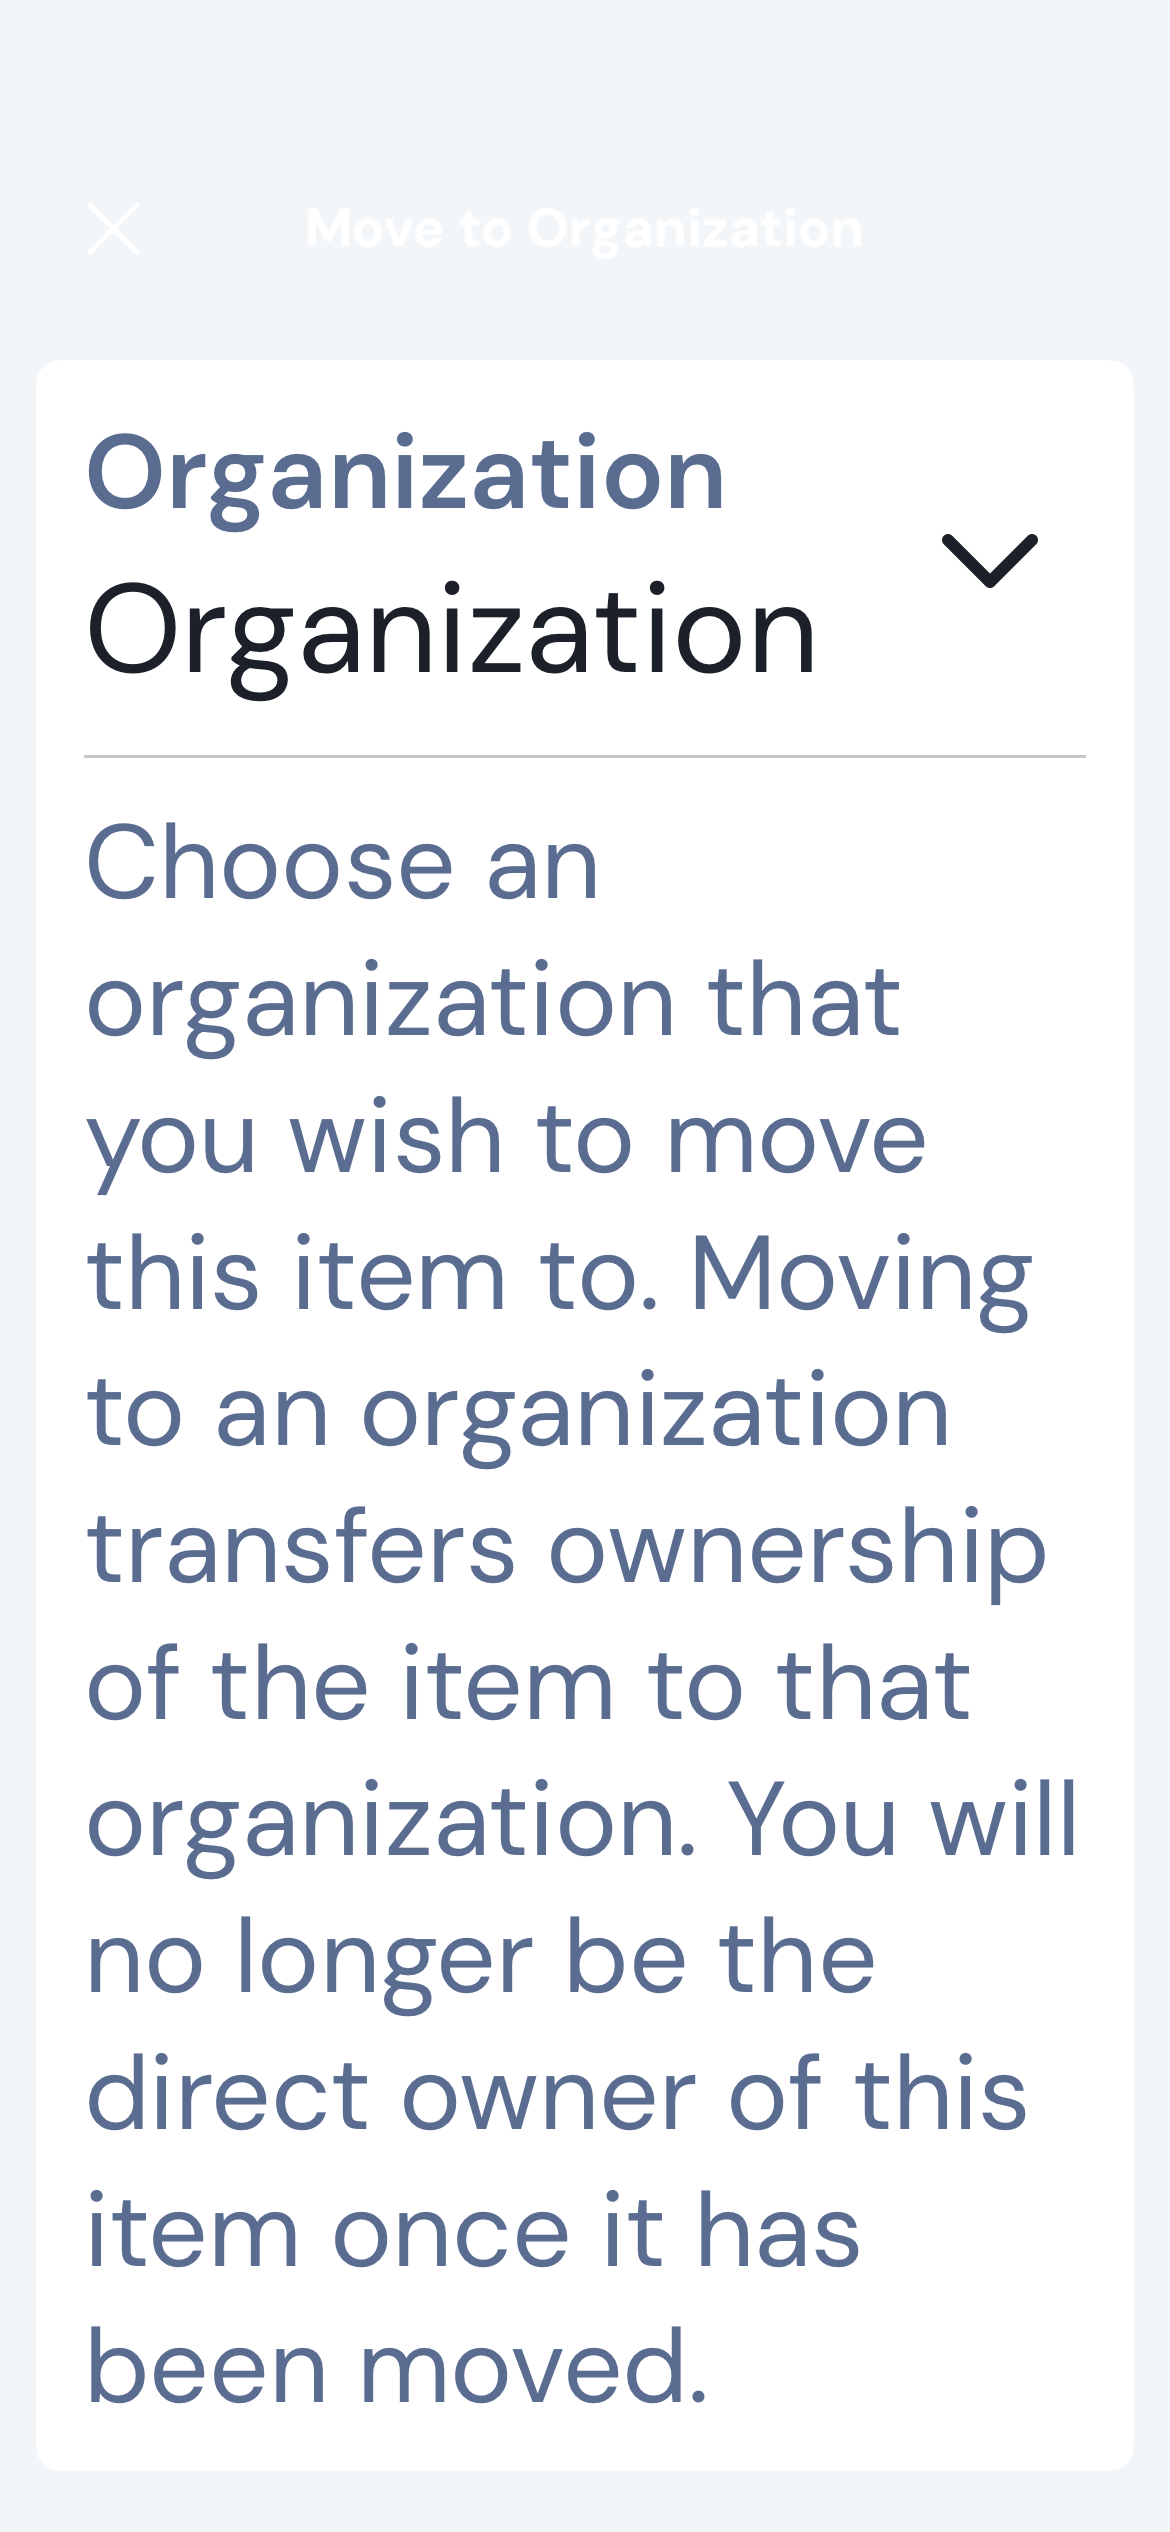 Move to Organization
Organization
Organization
Choose an
organization that
you wish to move
this item to. Moving
to an organization
transfers ownership
of the item to that
organization. You will
no longer be the
direct owner of this
item once it has
been moved.